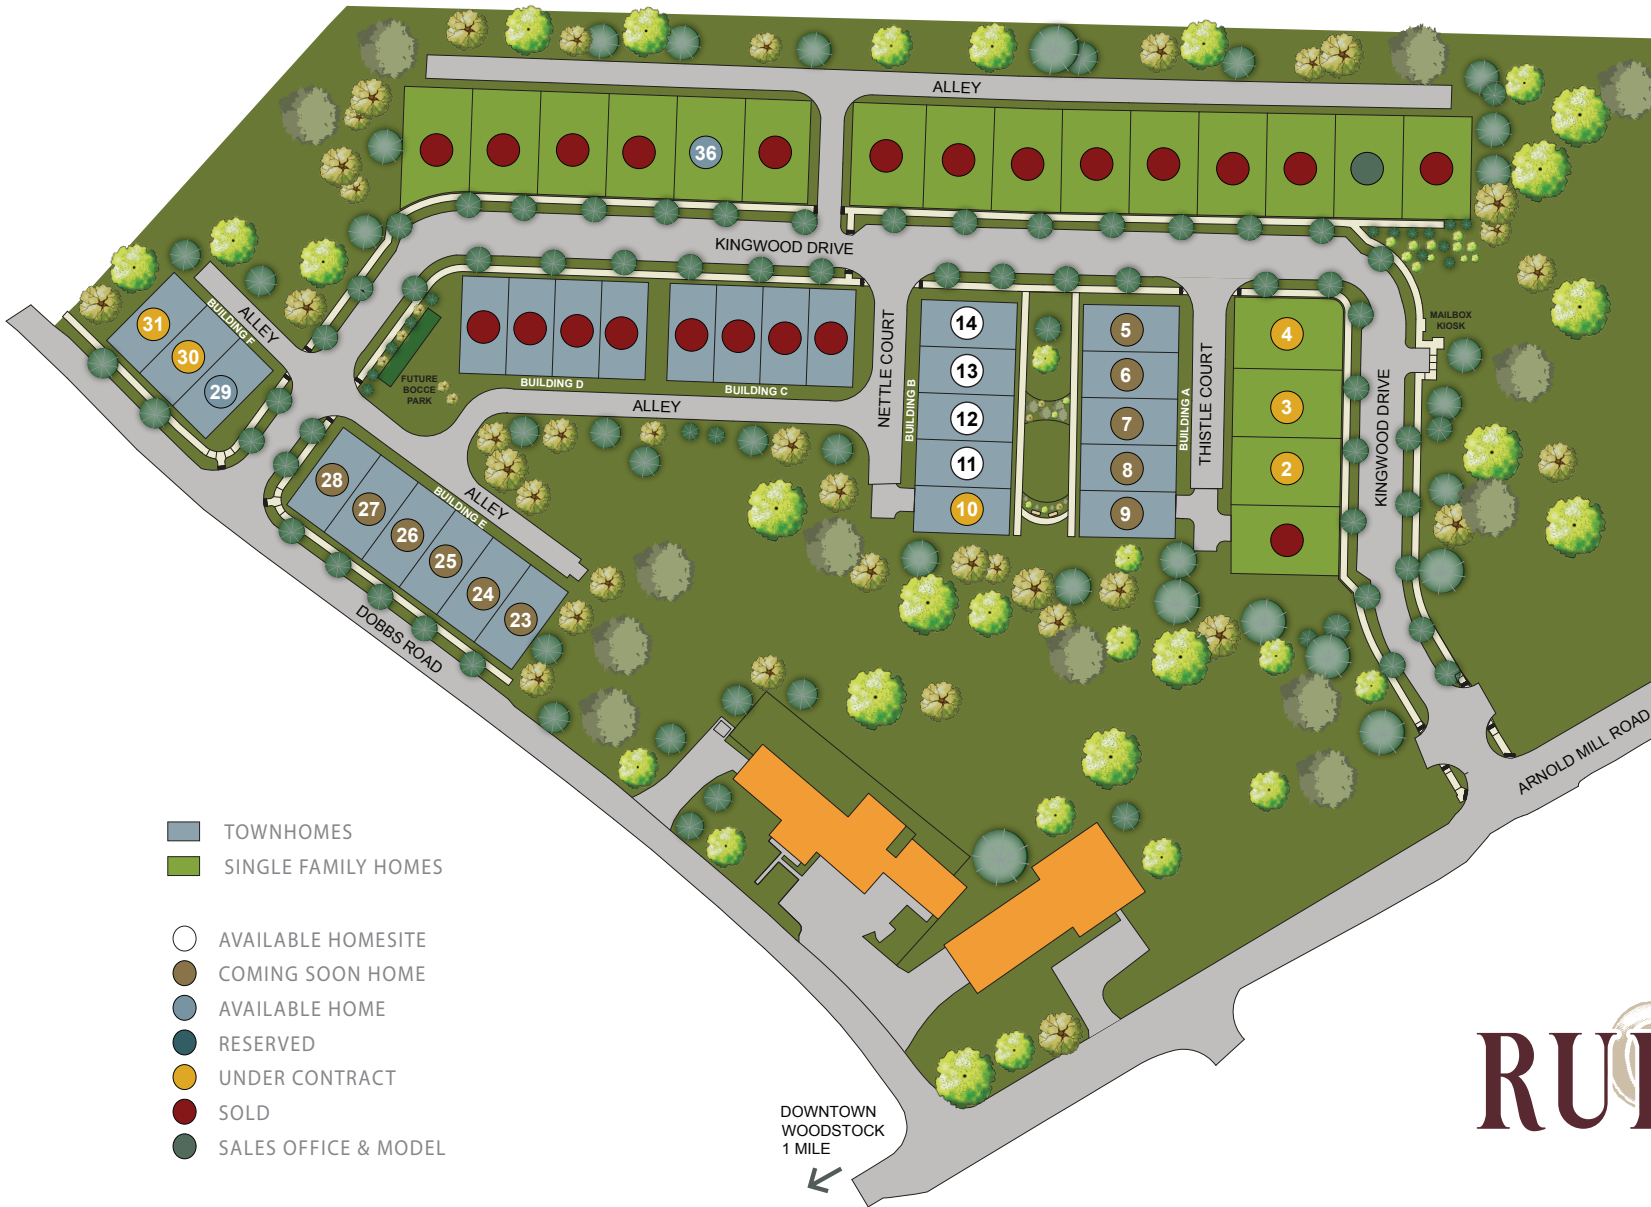 ALLEY
36
KINGWOOD DRIVE
MAILBOX
KIOSK
ALLEY
BUILDING F
31
30
29
FUTURE
BOCCE
PARK
BUILDING D
BUILDING C
ALLEY
NETTLE COURT
BUILDING B
14
13
12
11
10
5
6
7
8
9
BUILDING A
THISTLE COURT
4
3
2
KINGWOOD DRIVE
28
27
26
25
24
23
BUILDING E
ALLEY
DOBBS ROAD
ARNOLD MILL ROAD
TOWNHOMES
SINGLE FAMILY HOMES
AVAILABLE HOMESITE
COMING SOON HOME
AVAILABLE HOME
RESERVED
UNDER CONTRACT
SOLD
SALES OFFICE & MODEL
DOWNTOWN
WOODSTOCK
1 MILE